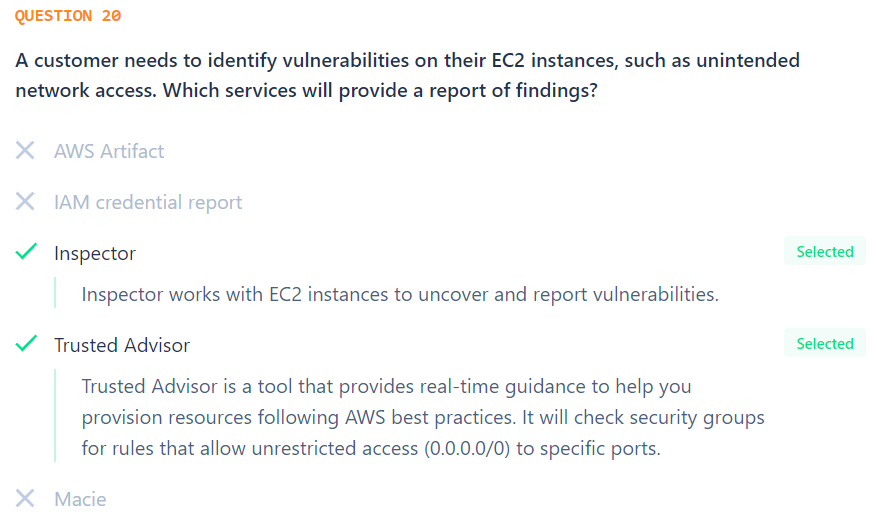 QUESTION 20
A customer needs to identify vulnerabilities on their EC2 instances, such as unintended
network access. Which services will provide a report of findings?
AWS Artifact
IAM credential report
Inspector
Selected
Inspector works with EC2 instances to uncover and report vulnerabilities.
Trusted Advisor
Selected
Trusted Advisor is a tool that provides real-time guidance to help you
provision resources following AWS best practices. It will check security groups
for rules that allow unrestricted access (0.0.0.0/0) to specific ports.
Macie